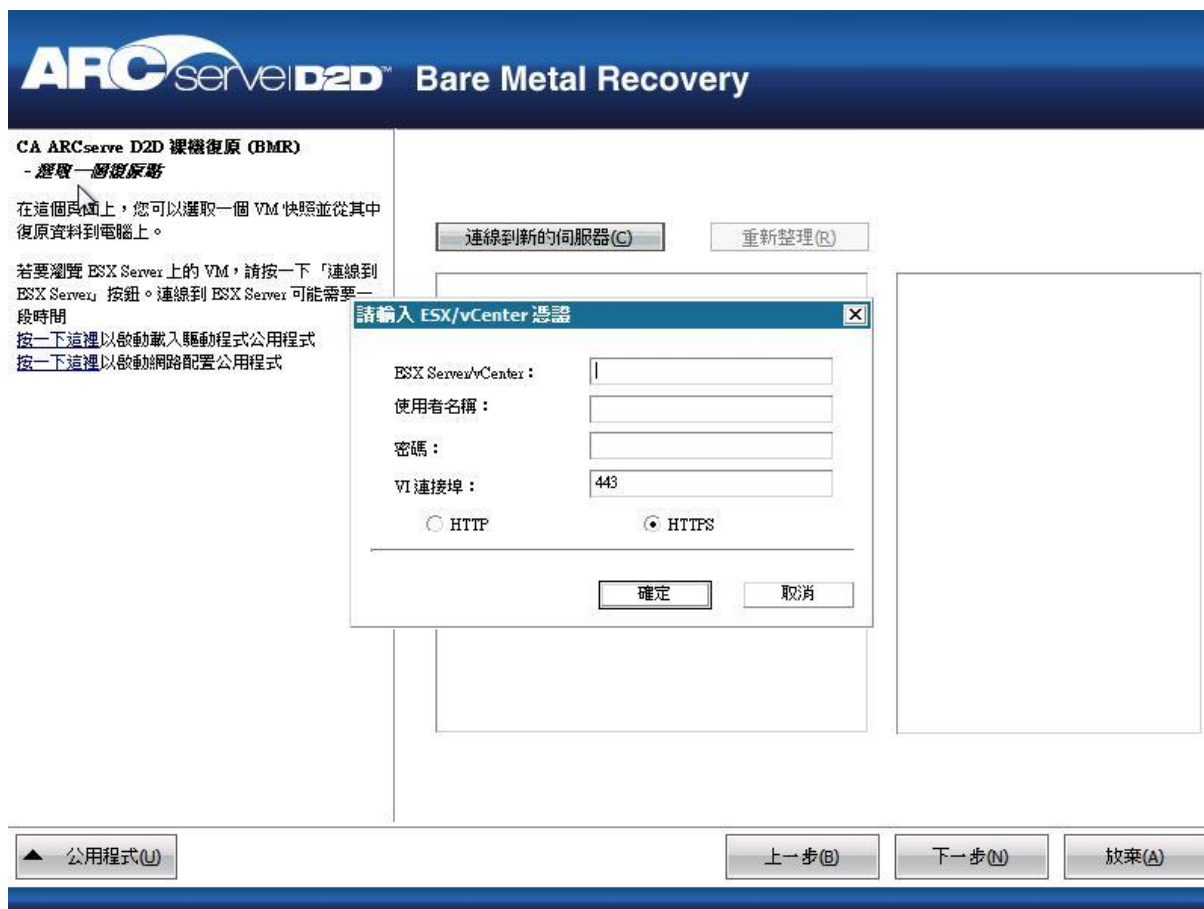 ARCserve D2D™ Bare Metal Recovery
CA ARCserve D2D 裸機復原 (BMR)
- 選取一個復原點
在這個頁面上，您可以選取一個 VM 快照並從其中
復原資料到電腦上。
若要瀏覽 ESX Server 上的 VM，請按一下「連線到
ESX Server」按鈕。連線到 ESX Server 可能需要一
段時間
按一下這裡以啟動載入驅動程式公用程式
按一下這裡以啟動網路配置公用程式
連線到新的伺服器(C)
重新整理(R)
請輸入 ESX/vCenter 憑證
ESX Server/vCenter：
使用者名稱：
密碼：
VI 連接埠：
443
HTTP
HTTPS
確定
取消
公用程式(U)
上一步(B)
下一步(N)
放棄(A)